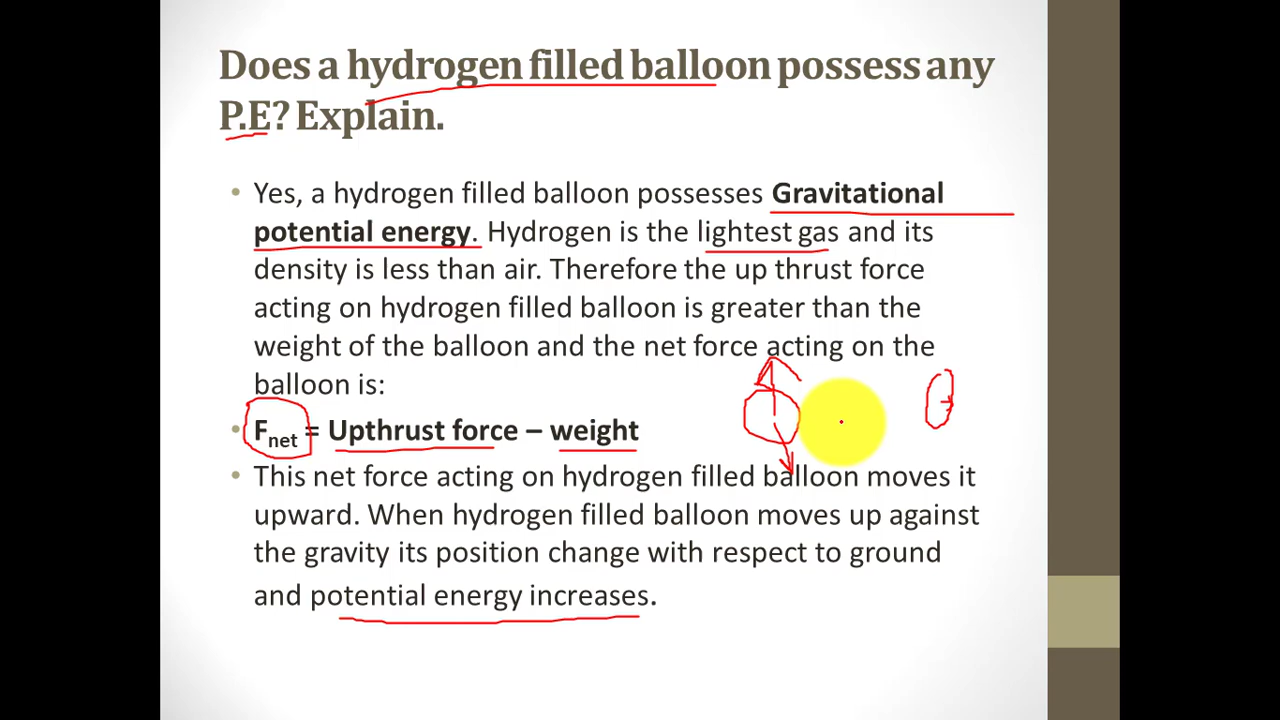 Does a hydrogen filled balloon possess any
P.E? Explain.
• Yes, a hydrogen filled balloon possesses Gravitational
potential energy. Hydrogen is the lightest gas and its
density is less than air. Therefore the up thrust force
acting on hydrogen filled balloon is greater than the
weight of the balloon and the net force acting on the
balloon is:
• Fnet = Upthrust force – weight
• This net force acting on hydrogen filled balloon moves it
upward. When hydrogen filled balloon moves up against
the gravity its position change with respect to ground
and potential energy increases.